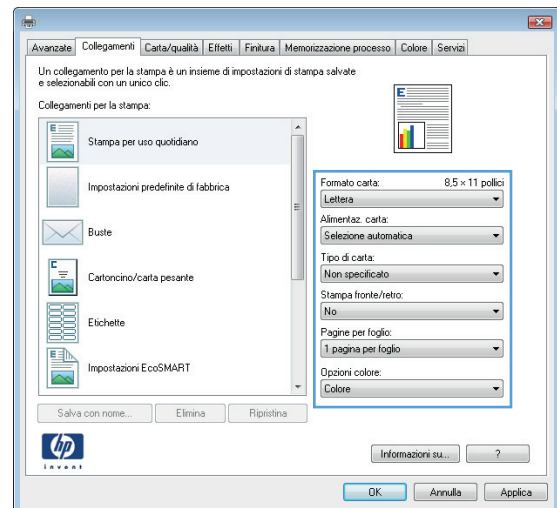 Avanzate Collegamenti Carta/qualità Effetti Finitura Memorizzazione processo Colore Servizi
Un collegamento per la stampa è un insieme di impostazioni di stampa salvate
e selezionabili con un unico clic.
Collegamenti per la stampa:
Stampa per uso quotidiano
Impostazioni predefinite di fabbrica
Buste
Cartoncino/carta pesante
Etichette
Impostazioni EcoSMART
Salva con nome... Elimina Ripristina
E
Formato carta: 8,5 × 11 pollici
Lettera
Alimentaz. carta:
Selezione automatica
Tipo di carta:
Non specificato
Stampa fronte/retro:
No
Pagine per foglio:
1 pagina per foglio
Opzioni colore:
Colore
hp
invent
Informazioni su... ?
OK Annulla Applica